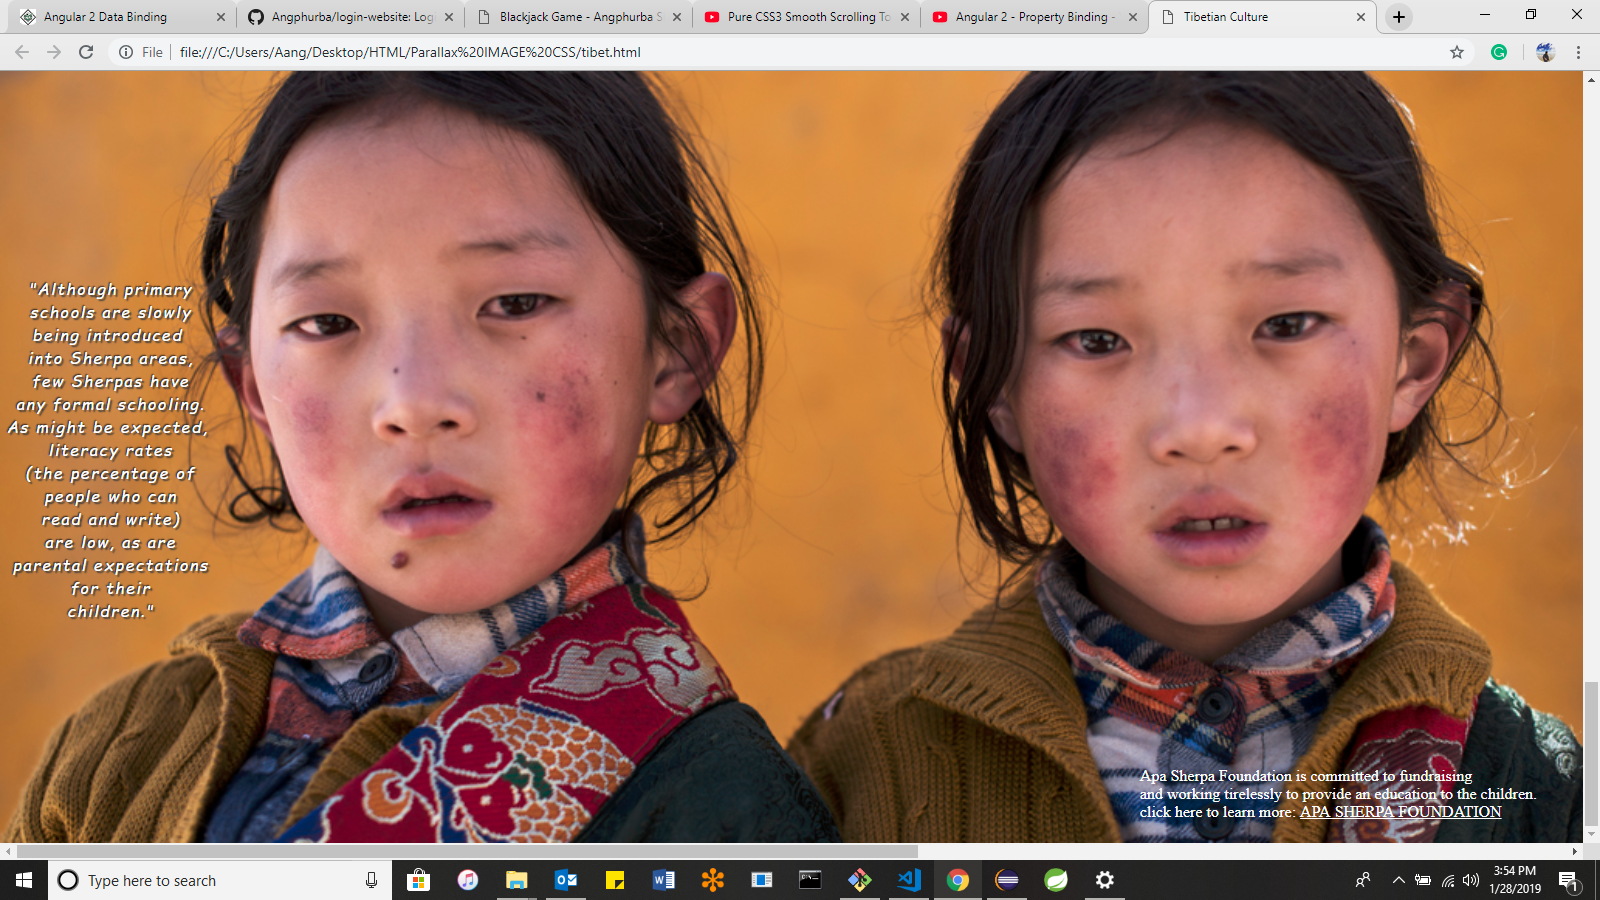 Angular 2 Data Binding
Angphurba/login-website: Logi
Blackjack Game - Angphurba S
Pure CSS3 Smooth Scrolling To
Angular 2 - Property Binding -
Tibetian Culture
File
file:///C:/Users/Aang/Desktop/HTML/Parallax%20IMAGE%20CSS/tibet.html
"Although primary
schools are slowly
being introduced
into Sherpa areas,
few Sherpas have
any formal schooling.
As might be expected,
literacy rates
(the percentage of
people who can
read and write)
are low, as are
parental expectations
for their
children."
Apa Sherpa Foundation is committed to fundraising
and working tirelessly to provide an education to the children.
click here to learn more: APA SHERPA FOUNDATION
Type here to search
3:54 PM
1/28/2019
1